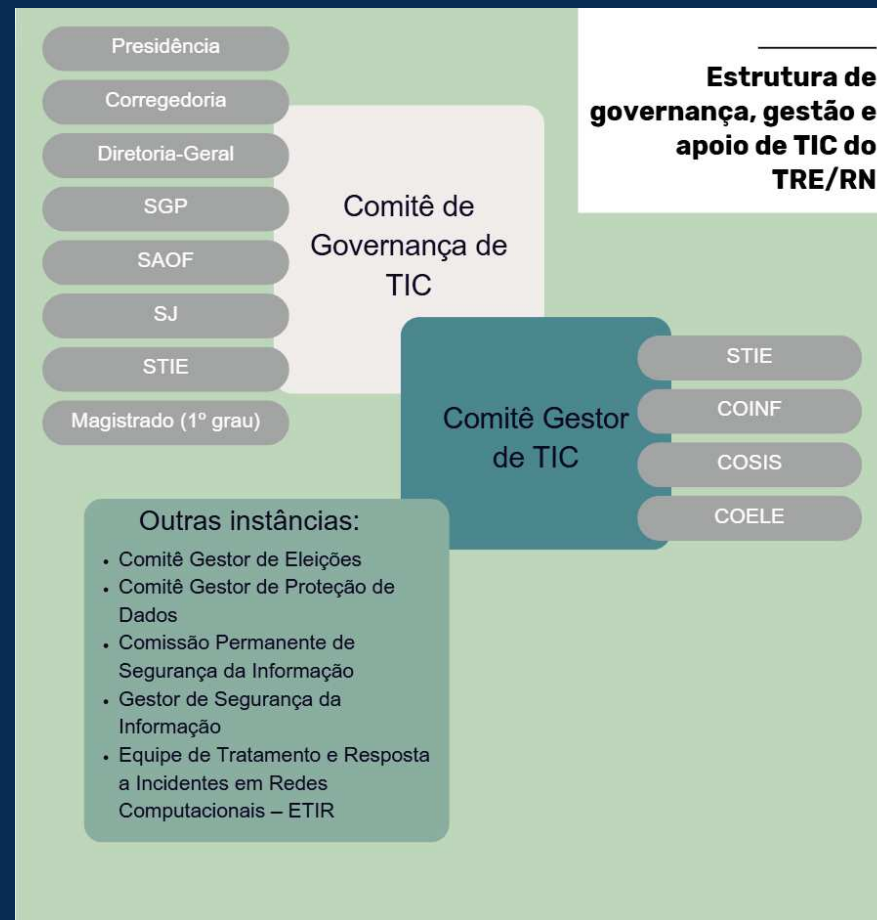 Estrutura de
governança, gestão e
apoio de TIC do
TRE/RN
Presidência
Corregedoria
Diretoria-Geral
SGP
SAOF
SJ
STIE
Magistrado (1º grau)
Comitê de
Governança de
TIC
Comitê Gestor
de TIC
STIE
COINF
COSIS
COELE
Outras instâncias:
• Comitê Gestor de Eleições
• Comitê Gestor de Proteção de
Dados
• Comissão Permanente de
Segurança da Informação
• Gestor de Segurança da
Informação
• Equipe de Tratamento e Resposta
a Incidentes em Redes
Computacionais – ETIR